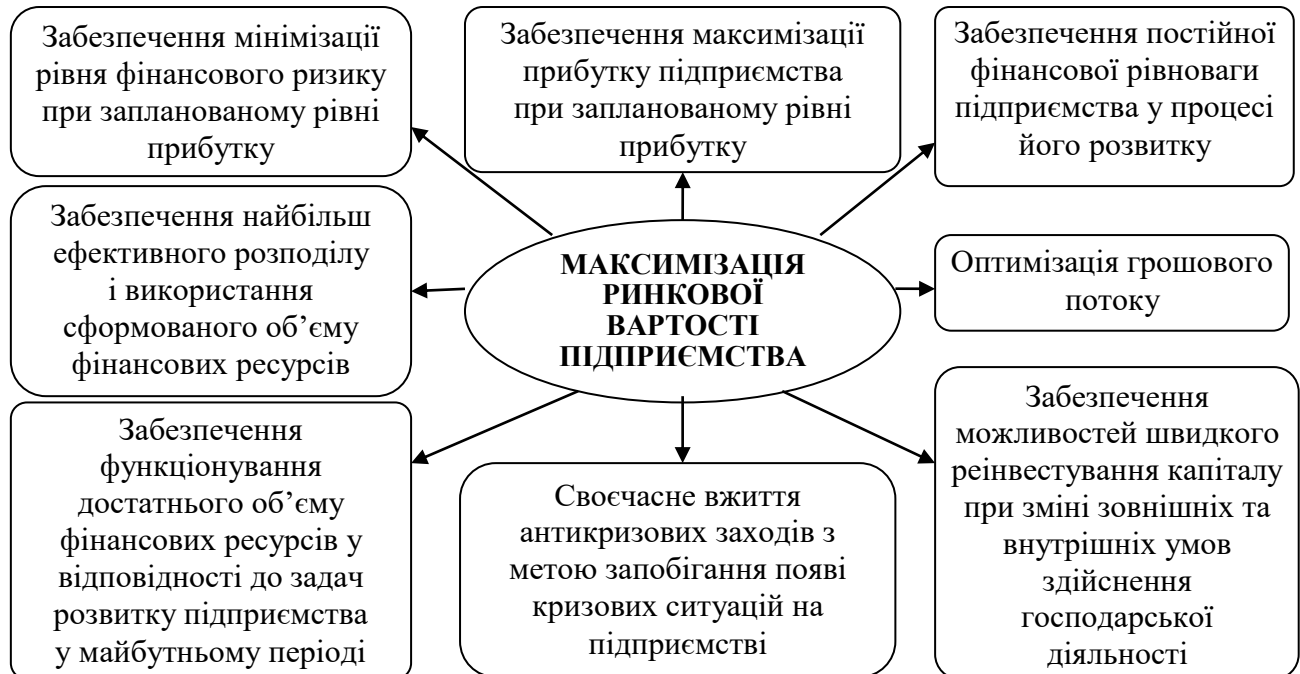 Забезпечення мінімізації
рівня фінансового ризику
при запланованому рівні
прибутку
Забезпечення максимізації
прибутку підприємства
при запланованому рівні
прибутку
Забезпечення постійної
фінансової рівноваги
підприємства у процесі
його розвитку
Забезпечення найбільш
ефективного розподілу
і використання
сформованого об’єму
фінансових ресурсів
МАКСИМІЗАЦІЯ
РИНКОВОЇ
ВАРТОСТІ
ПІДПРИЄМСТВА
Оптимізація грошового
потоку
Забезпечення
функціонування
достатнього об’єму
фінансових ресурсів у
відповідності до задач
розвитку підприємства
у майбутньому періоді
Своєчасне вжиття
антикризових заходів з
метою запобігання появі
кризових ситуацій на
підприємстві
Забезпечення
можливостей швидкого
реінвестування капіталу
при зміні зовнішніх та
внутрішніх умов
здійснення
господарської
діяльності